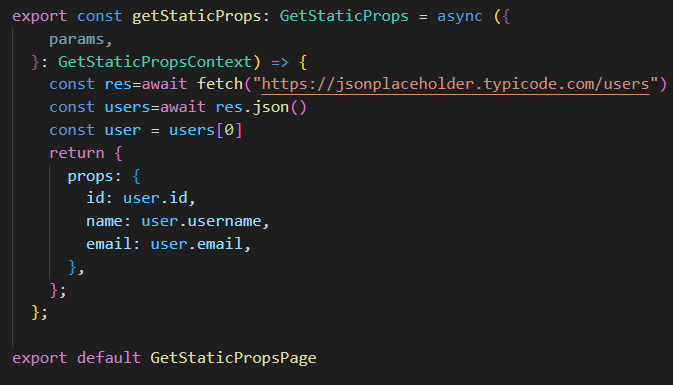 export const getStaticProps: GetStaticProps = async ({
    params,
  }: GetStaticPropsContext) => {
    const res=await fetch("https://jsonplaceholder.typicode.com/users")
    const users=await res.json()
    const user = users[0]
    return {
      props: {
        id: user.id,
        name: user.username,
        email: user.email,
      },
    };
  };

export default GetStaticPropsPage